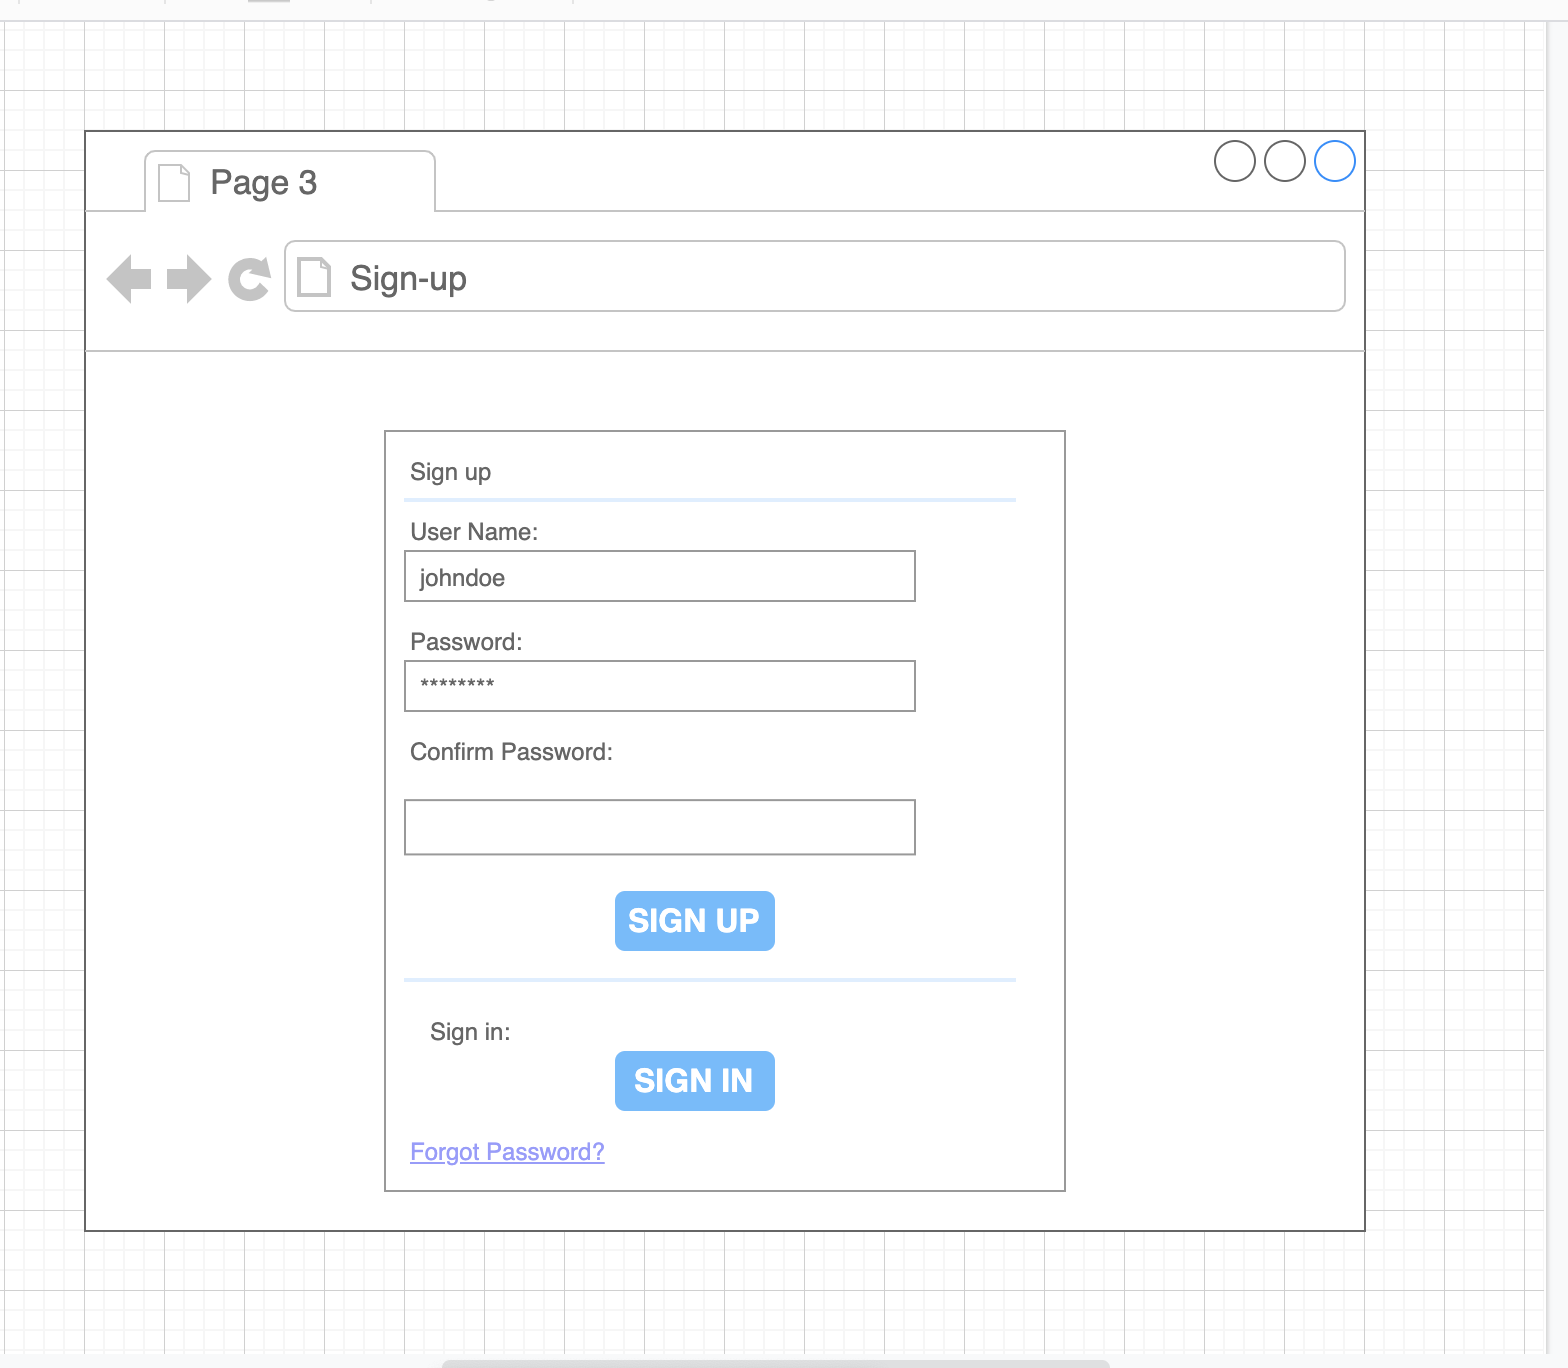 Page 3
Sign-up
Sign up
User Name:
johndoe
Password:
********
Confirm Password:
SIGN UP
Sign in:
SIGN IN
Forgot Password?